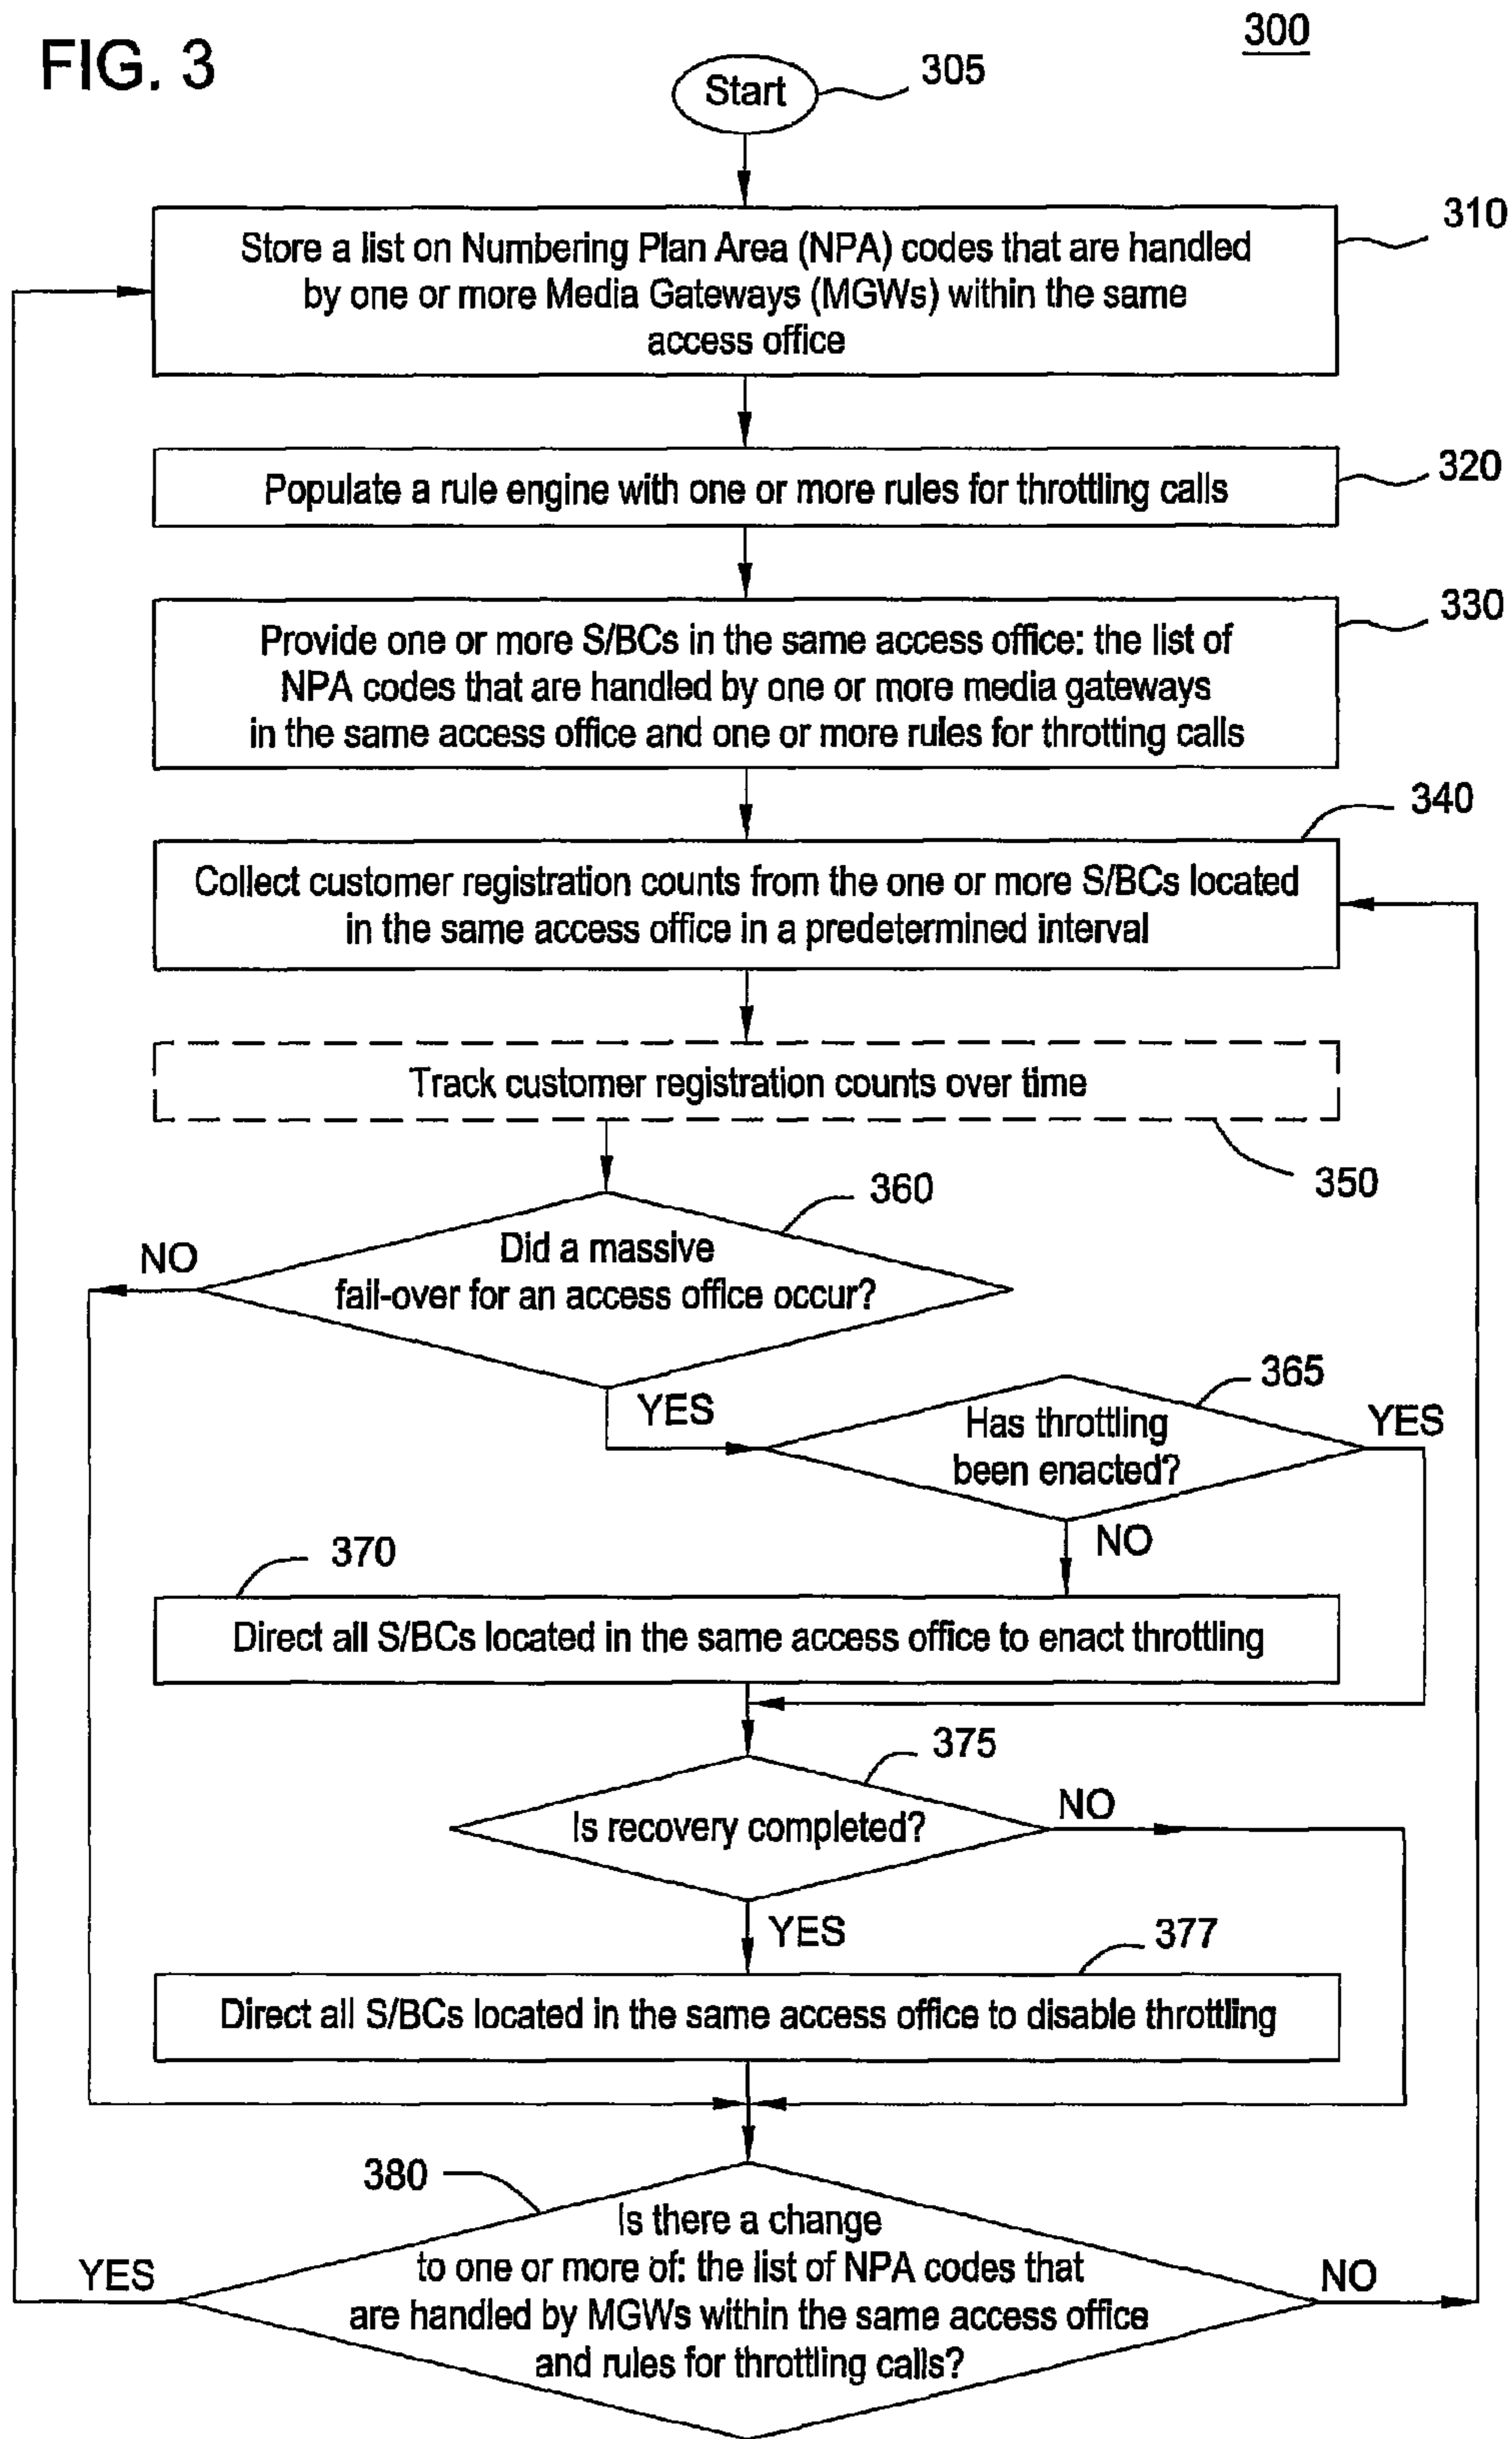 FIG. 3
300
Start
305
310
Store a list on Numbering Plan Area (NPA) codes that are handled
by one or more Media Gateways (MGWs) within the same
access office
320
Populate a rule engine with one or more rules for throttling calls
330
Provide one or more S/BCs in the same access office: the list of
NPA codes that are handled by one or more media gateways
in the same access office and one or more rules for throtting calls
340
Collect customer registration counts from the one or more S/BCs located
in the same access office in a predetermined interval
Track customer registration counts over time
350
360
NO
Did a massive
fail-over for an access office occur?
YES
365
Has throttling
been enacted?
YES
NO
370
Direct all S/BCs located in the same access office to enact throttling
375
Is recovery completed?
NO
YES
377
Direct all S/BCs located in the same access office to disable throttling
380
Is there a change
to one or more of: the list of NPA codes that
are handled by MGWs within the same access office
and rules for throttling calls?
YES
NO